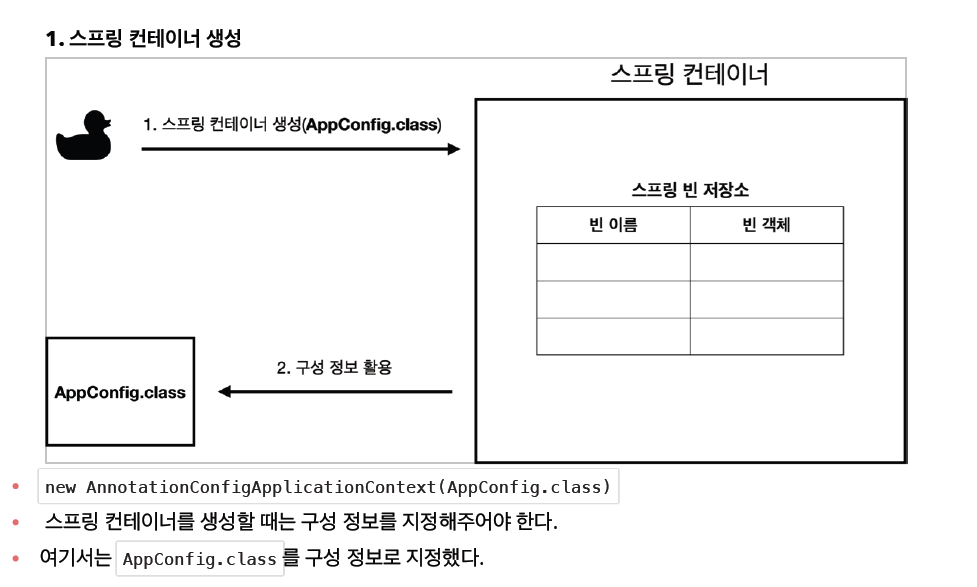 1. 스프링 컨테이너 생성
스프링 컨테이너
1. 스프링 컨테이너 생성(AppConfig.class)
스프링 빈 저장소
빈 이름 빈 객체
2. 구성 정보 활용
AppConfig.class
new AnnotationConfigApplicationContext(AppConfig.class)
스프링 컨테이너를 생성할 때는 구성 정보를 지정해주어야 한다.
여기서는 AppConfig.class 를 구성 정보로 지정했다.